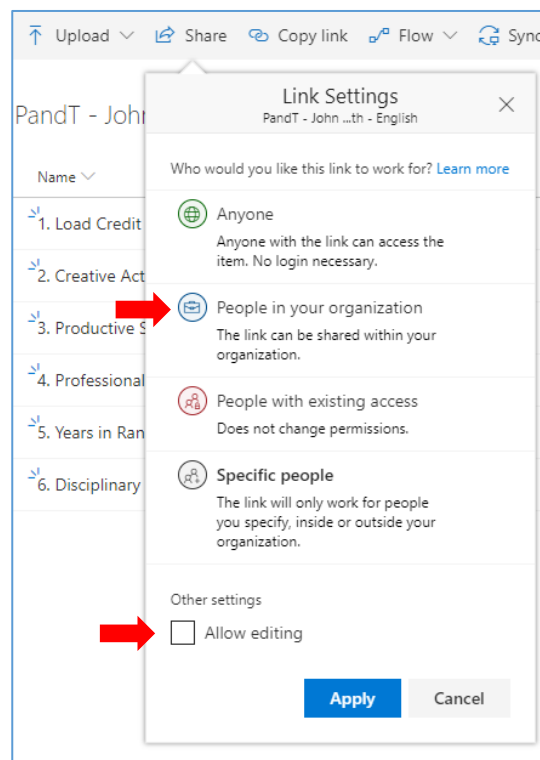 Upload Share Copy link Flow Sync
Link Settings
PandT - John ...th - English
PandT - John
Who would you like this link to work for? Learn more
Name
Anyone
Anyone with the link can access the
item. No login necessary.
1. Load Credit
2. Creative Act
People in your organization
The link can be shared within your
organization.
3. Productive S
4. Professional
People with existing access
Does not change permissions.
5. Years in Ran
6. Disciplinary
Specific people
The link will only work for people
you specify, inside or outside your
organization.
Other settings
Allow editing
Apply Cancel